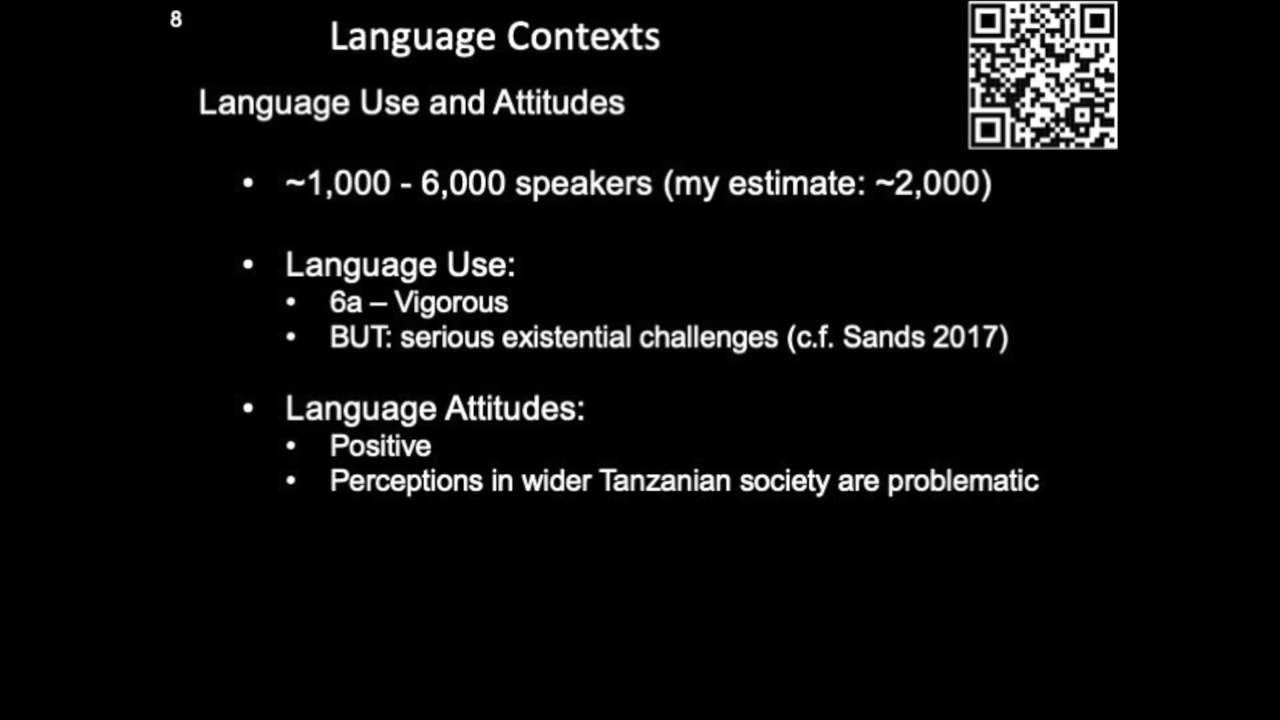 8
Language Contexts
Language Use and Attitudes
• ~1,000 - 6,000 speakers (my estimate: ~2,000)
• Language Use:
• 6a – Vigorous
• BUT: serious existential challenges (c.f. Sands 2017)
• Language Attitudes:
• Positive
• Perceptions in wider Tanzanian society are problematic